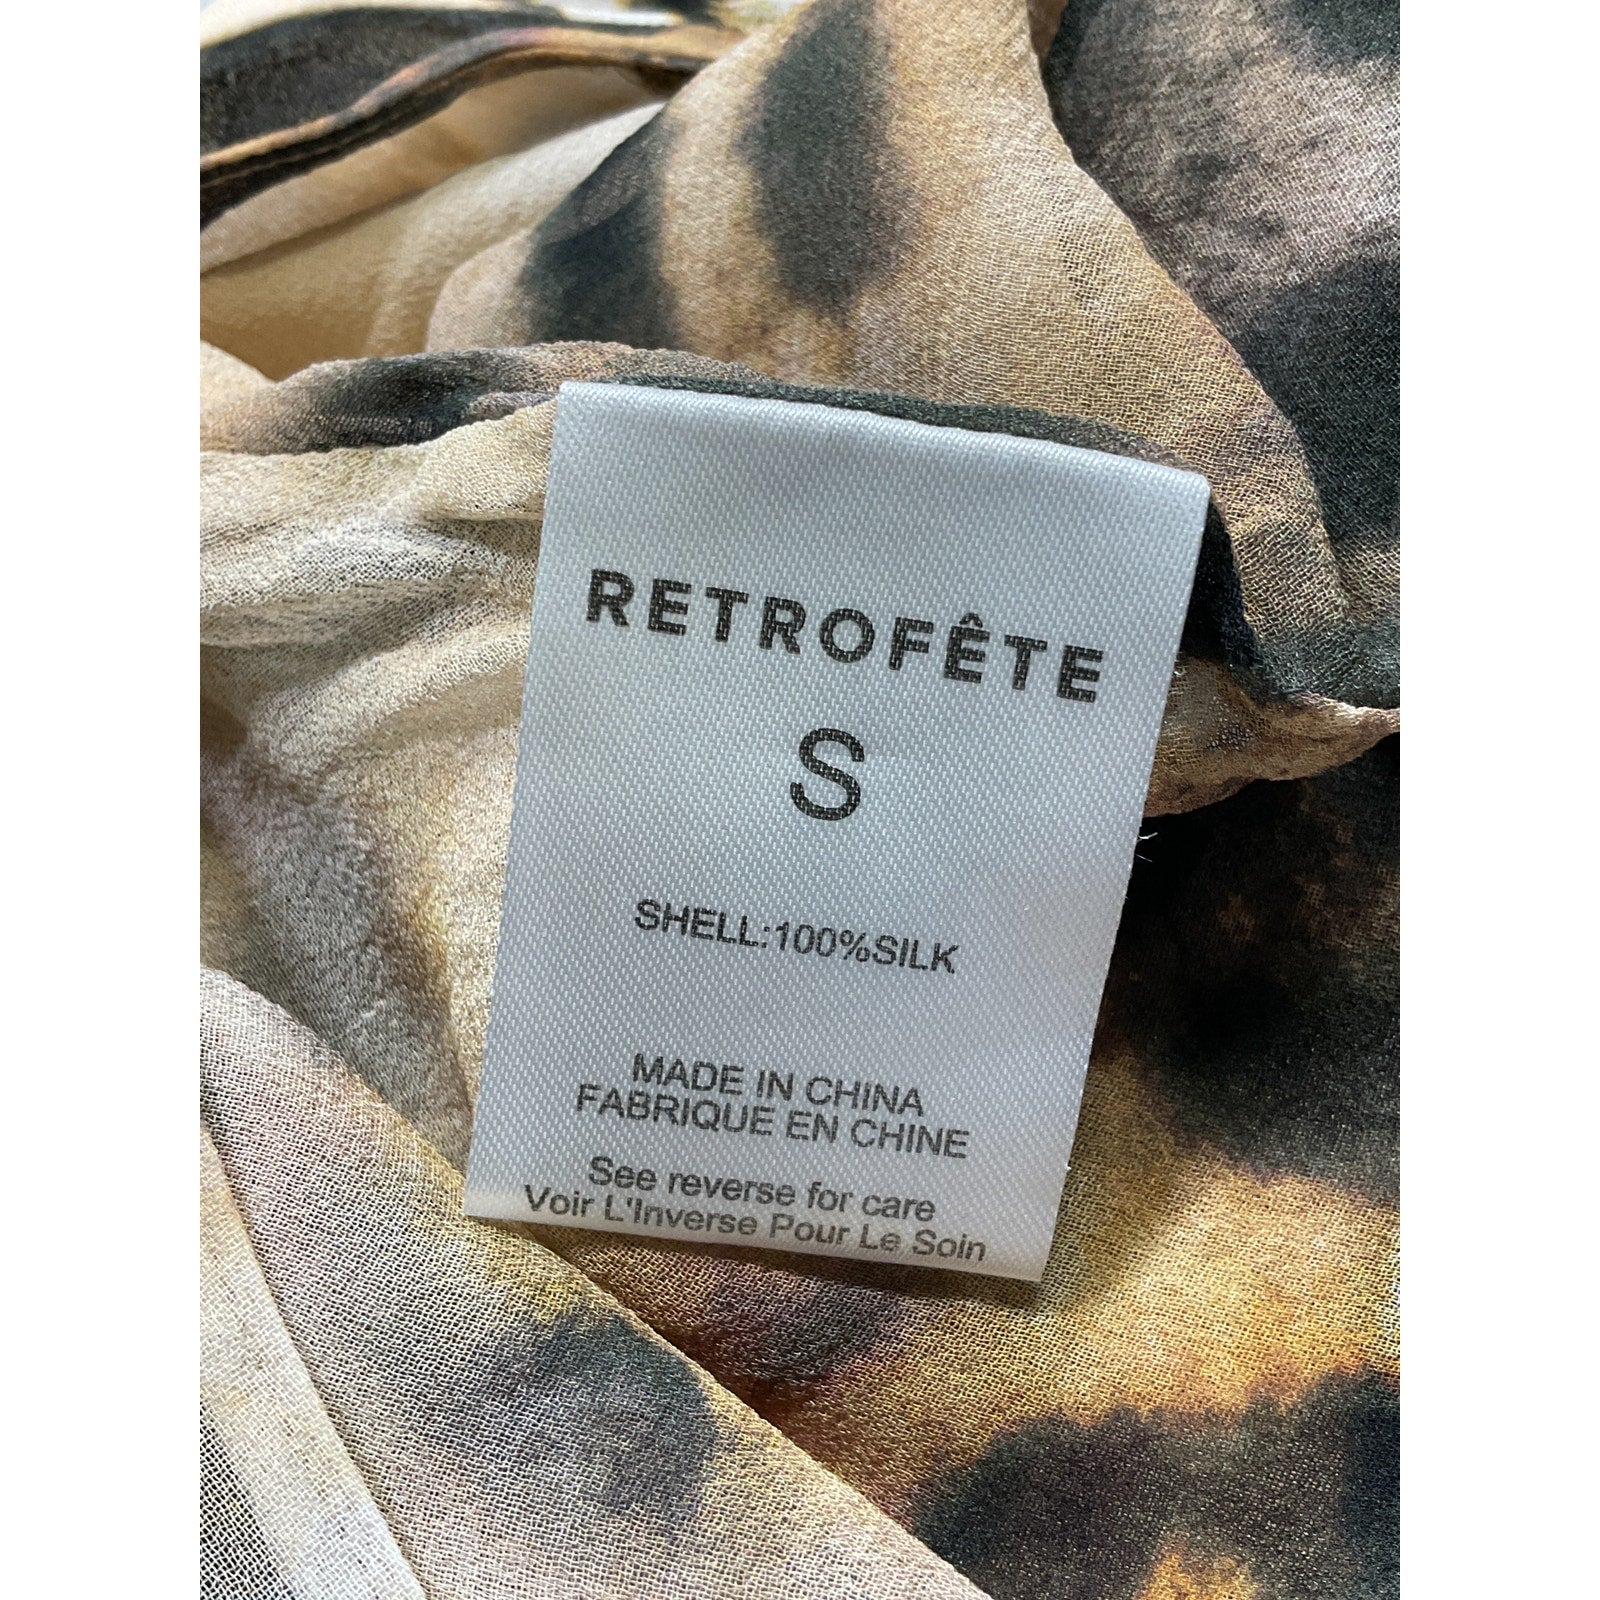 RETROFÊTE
S
SHELL:100%SILK
MADE IN CHINA
FABRIQUE EN CHINE
See reverse for care
Voir L'Inverse Pour Le Soin